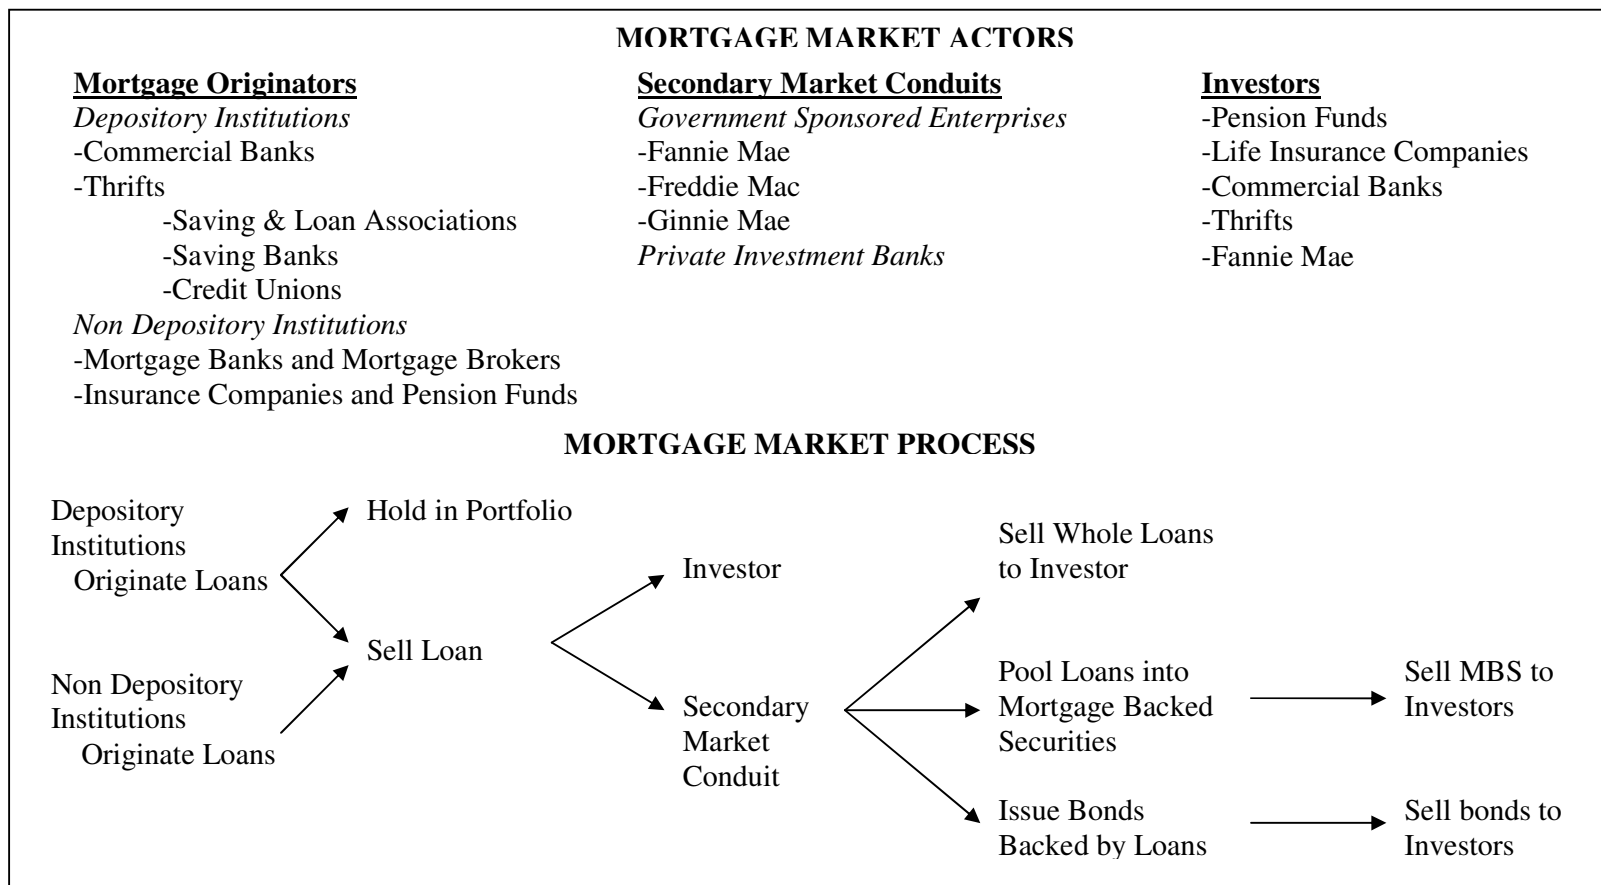 MORTGAGE MARKET ACTORS
Mortgage Originators
Depository Institutions
-Commercial Banks
-Thrifts
-Saving & Loan Associations
-Saving Banks
-Credit Unions
Non Depository Institutions
-Mortgage Banks and Mortgage Brokers
-Insurance Companies and Pension Funds
Secondary Market Conduits
Government Sponsored Enterprises
-Fannie Mae
-Freddie Mac
-Ginnie Mae
Private Investment Banks
Investors
-Pension Funds
-Life Insurance Companies
-Commercial Banks
-Thrifts
-Fannie Mae
MORTGAGE MARKET PROCESS
Depository
Institutions
Originate Loans
Non Depository
Institutions
Originate Loans
Hold in Portfolio
Sell Loan
Investor
Secondary
Market
Conduit
Sell Whole Loans
to Investor
Pool Loans into
Mortgage Backed
Securities
Issue Bonds
Backed by Loans
Sell MBS to
Investors
Sell bonds to
Investors